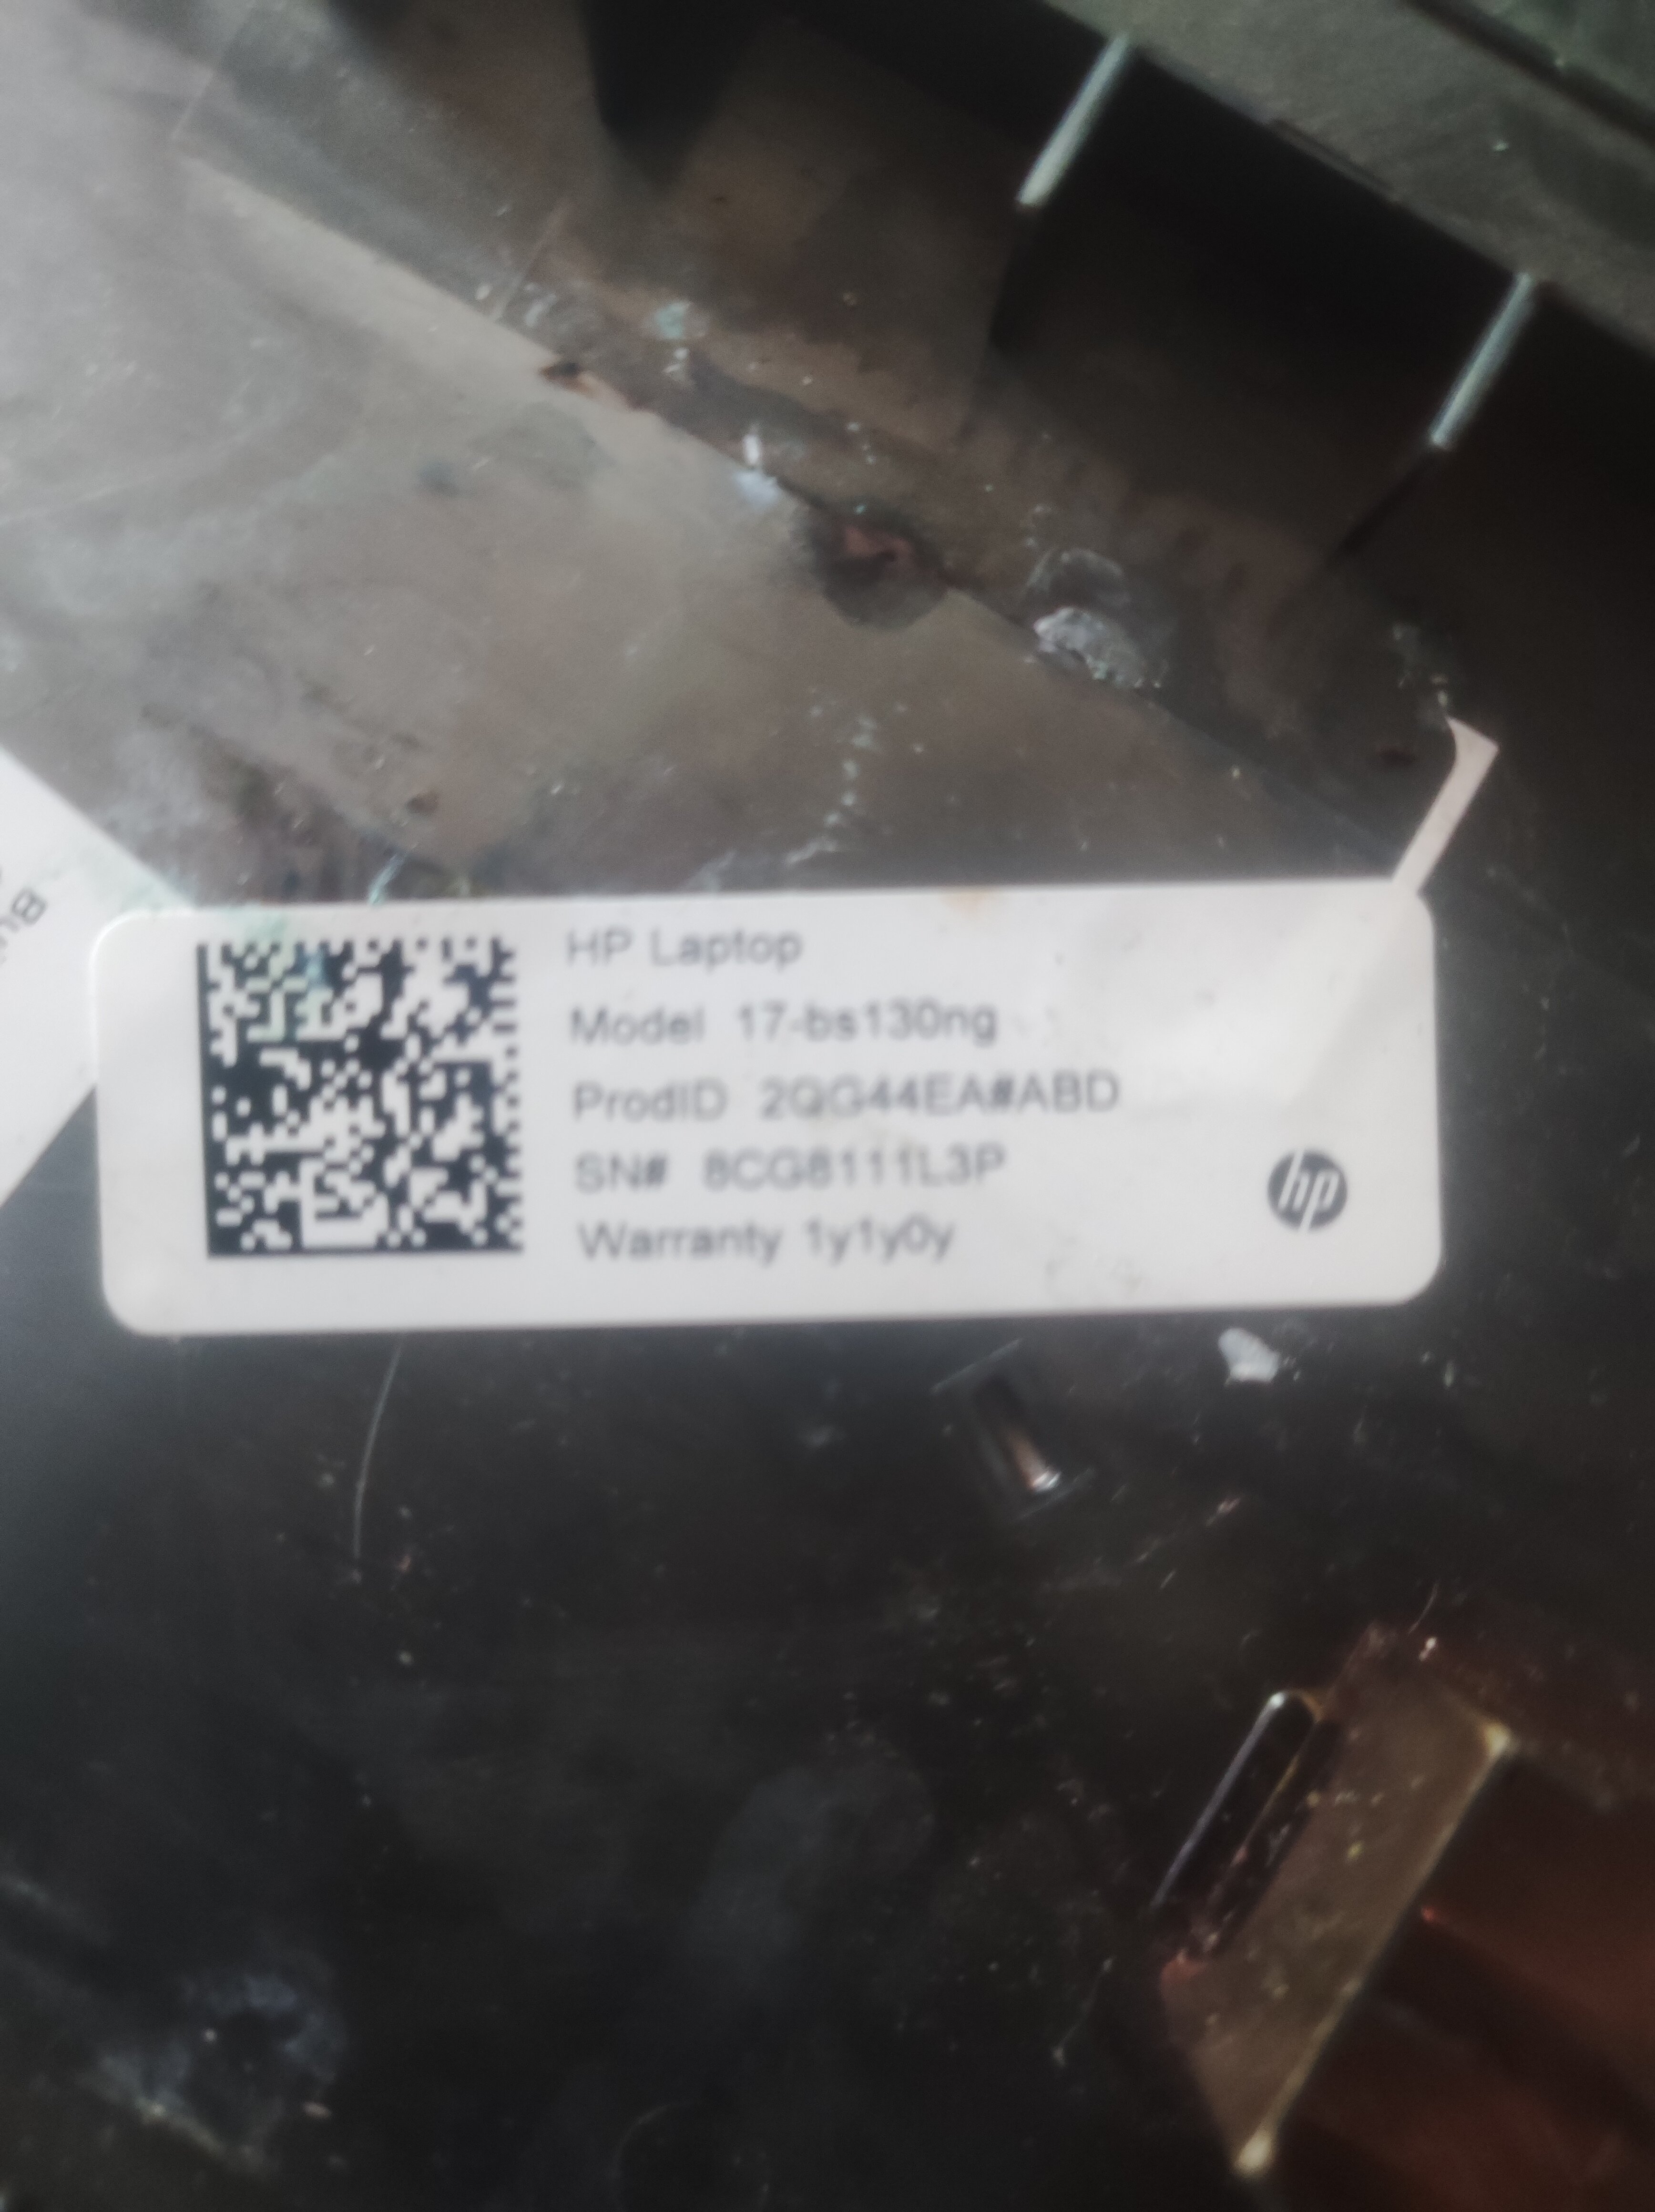 HP Laptop
Model 17-bs130ng
ProdID 2QG44EA#ABD
SN# 8CG8111L3P
Warranty 1y1y0y
hp